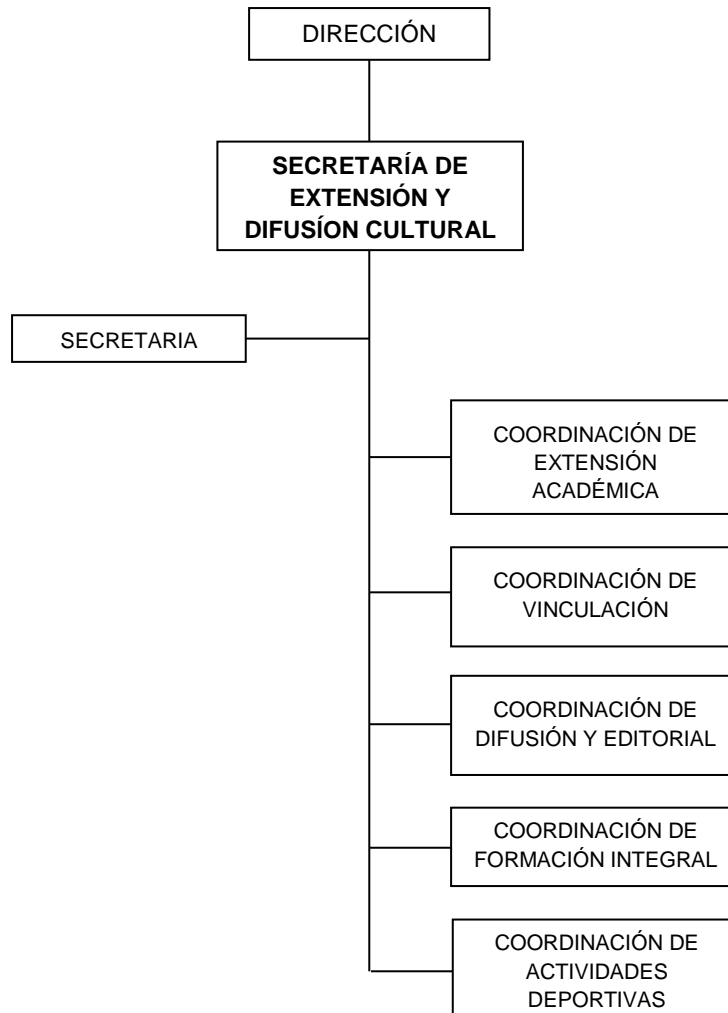 DIRECCIÓN
SECRETARÍA DE
EXTENSIÓN Y
DIFUSÍON CULTURAL
SECRETARIA
COORDINACIÓN DE
EXTENSIÓN
ACADÉMICA
COORDINACIÓN DE
VINCULACIÓN
COORDINACIÓN DE
DIFUSIÓN Y EDITORIAL
COORDINACIÓN DE
FORMACIÓN INTEGRAL
COORDINACIÓN DE
ACTIVIDADES
DEPORTIVAS